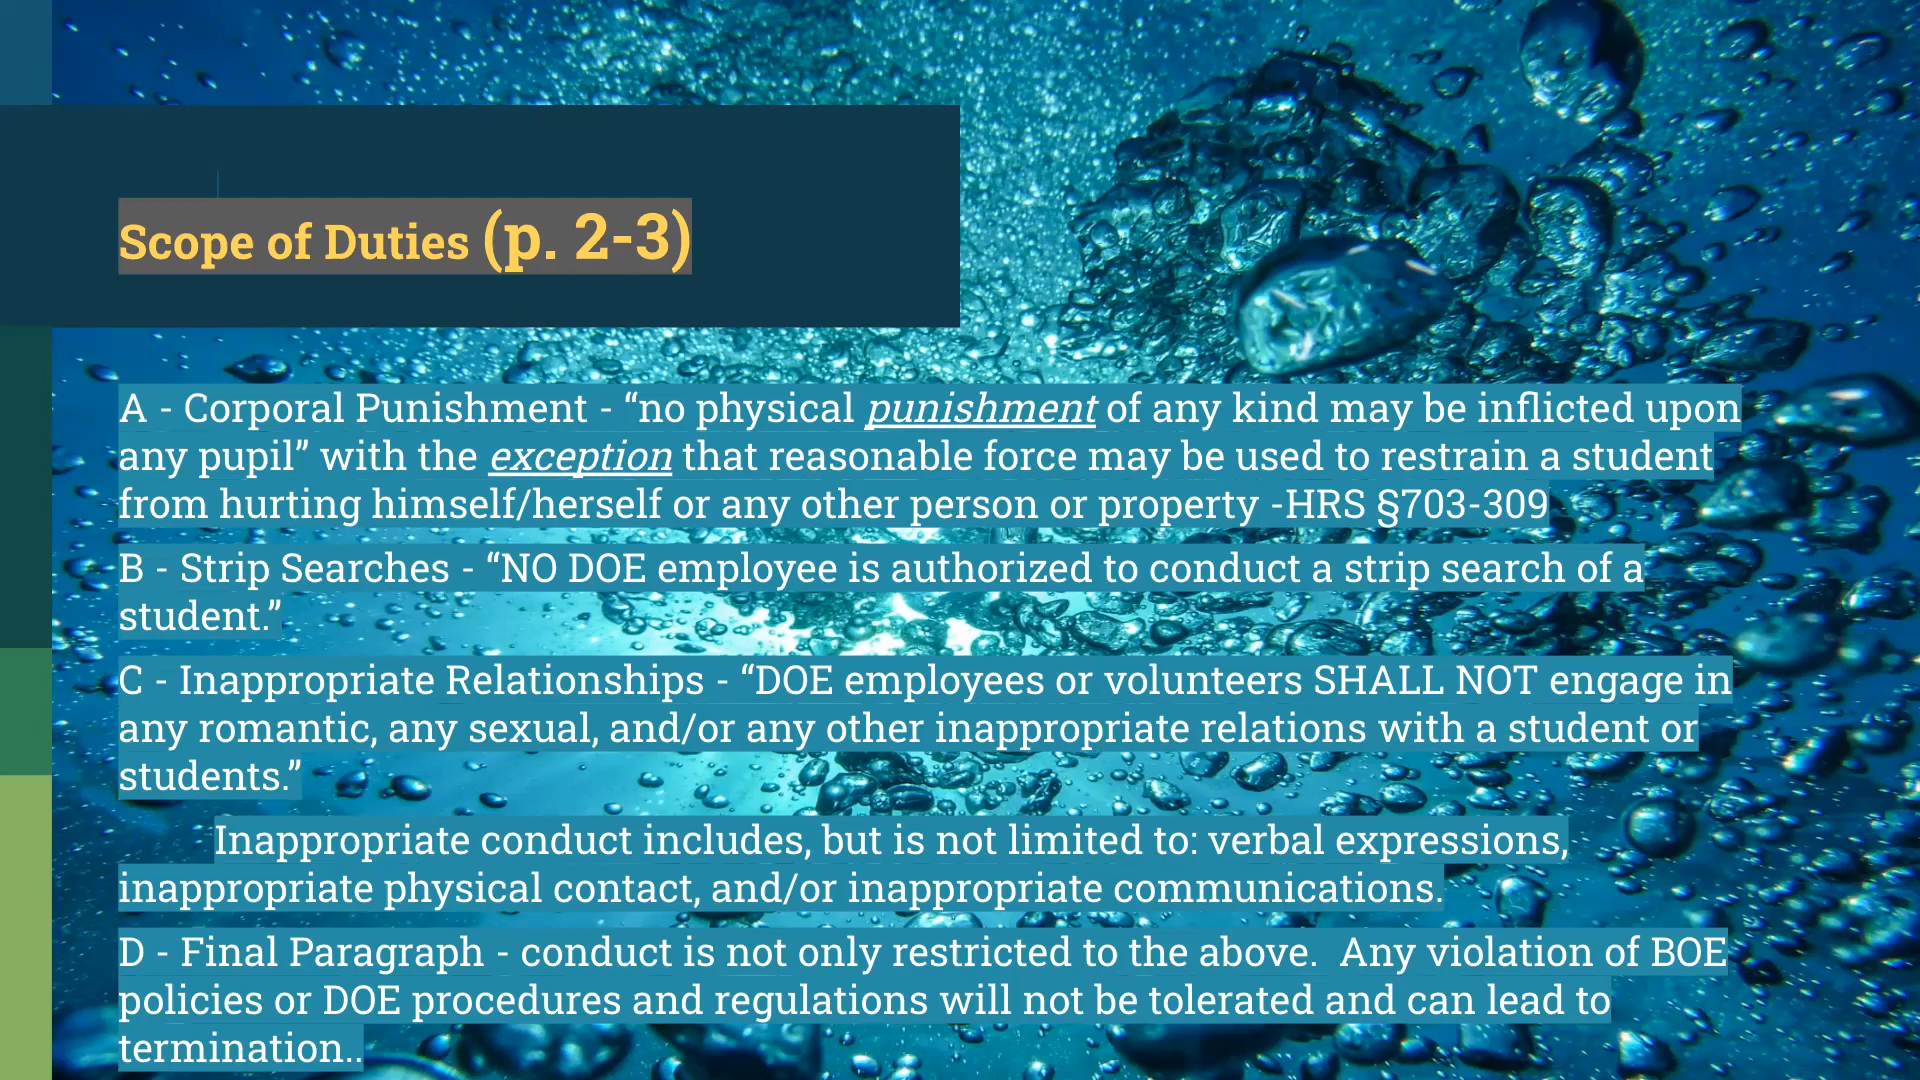 Scope of Duties (p. 2-3)
A - Corporal Punishment - “no physical punishment of any kind may be inflicted upon
any pupil” with the exception that reasonable force may be used to restrain a student
from hurting himself/herself or any other person or property -HRS §703-309
B - Strip Searches - “NO DOE employee is authorized to conduct a strip search of a
student.”
C - Inappropriate Relationships - “DOE employees or volunteers SHALL NOT engage in
any romantic, any sexual, and/or any other inappropriate relations with a student or
students.”
Inappropriate conduct includes, but is not limited to: verbal expressions,
inappropriate physical contact, and/or inappropriate communications.
D - Final Paragraph - conduct is not only restricted to the above.  Any violation of BOE
policies or DOE procedures and regulations will not be tolerated and can lead to
termination..